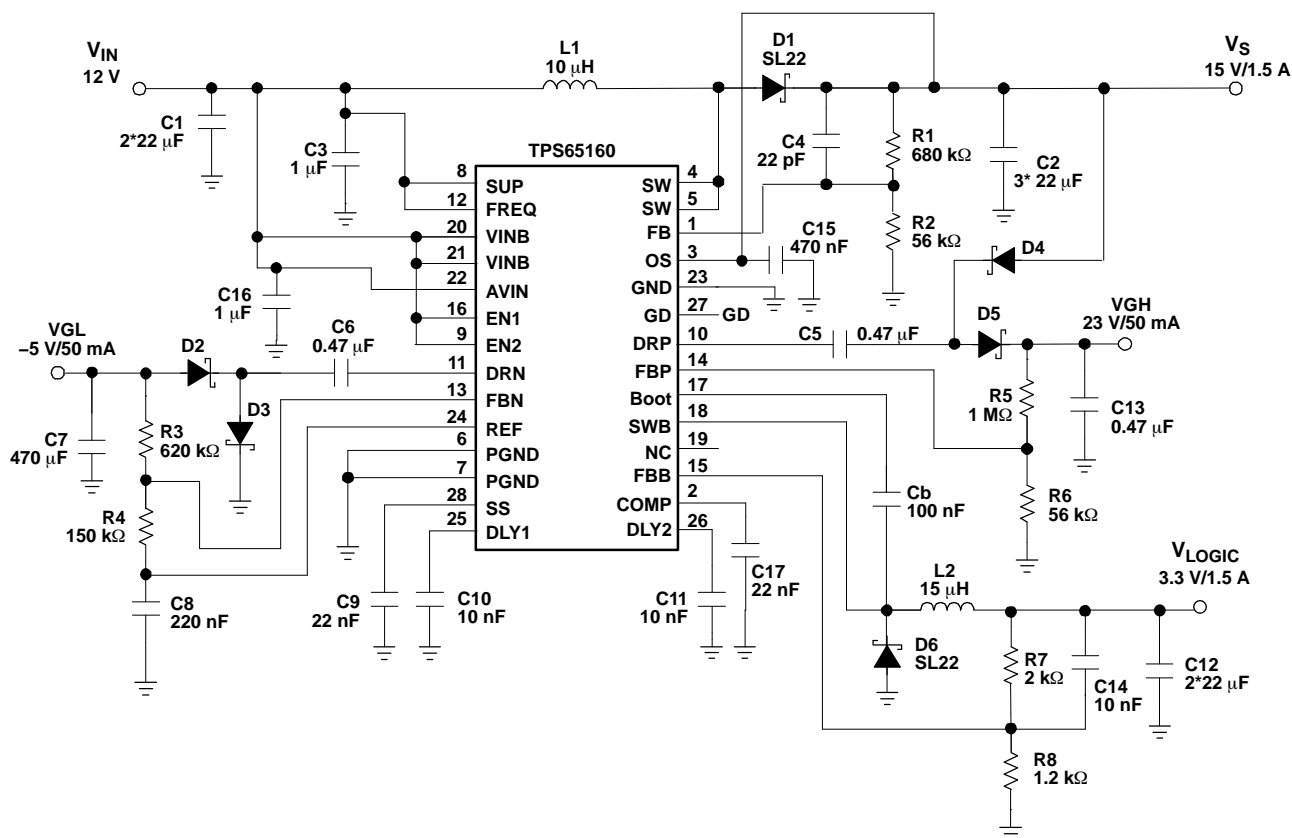 V_IN
12 V
L1
10 µH
D1
SL22
V_S
15 V/1.5 A
C1
2*22 µF
C3
1 µF
TPS65160
C4
22 pF
R1
680 kΩ
C2
3* 22 µF
8
SUP
12
FREQ
20
VINB
21
VINB
22
AVIN
16
EN1
9
EN2
11
DRN
13
FBN
24
REF
6
PGND
7
PGND
28
SS
25
DLY1
4
SW
5
SW
1
FB
3
OS
23
GND
27
GD
GD
10
DRP
14
FBP
17
Boot
18
SWB
19
NC
15
FBB
2
COMP
26
DLY2
C15
470 nF
R2
56 kΩ
D4
C16
1 µF
VGL
–5 V/50 mA
D2
C6
0.47 µF
D3
C5
0.47 µF
D5
VGH
23 V/50 mA
C7
470 µF
R3
620 kΩ
R5
1 MΩ
C13
0.47 µF
R4
150 kΩ
Cb
100 nF
R6
56 kΩ
C8
220 nF
C9
22 nF
C10
10 nF
C11
10 nF
C17
22 nF
L2
15 µH
V_LOGIC
3.3 V/1.5 A
D6
SL22
R7
2 kΩ
C14
10 nF
C12
2*22 µF
R8
1.2 kΩ